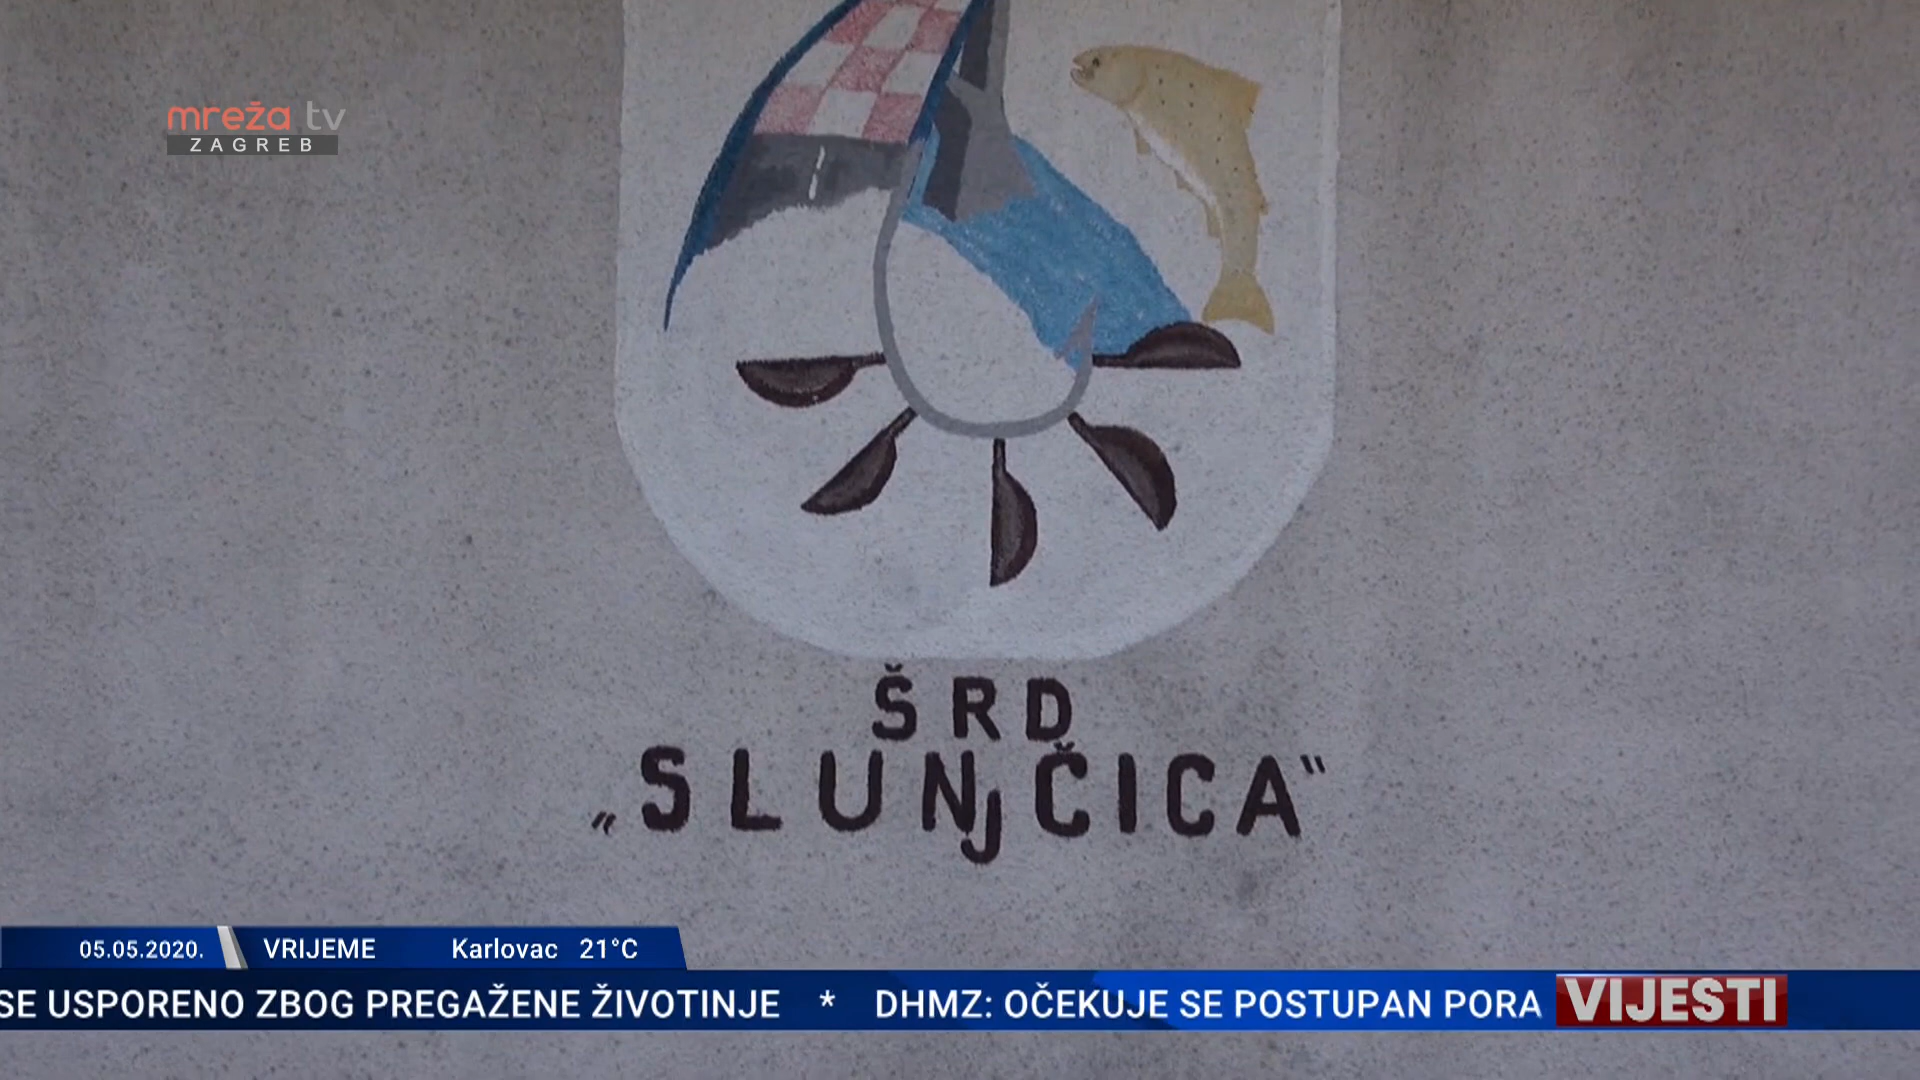 mreža tv
ZAGREB
ŠRD
„SLUNJČICA"
05.05.2020. VRIJEME Karlovac 21°C
SE USPORENO ZBOG PREGAŽENE ŽIVOTINJE * DHMZ: OČEKUJE SE POSTUPAN PORA VIJESTI